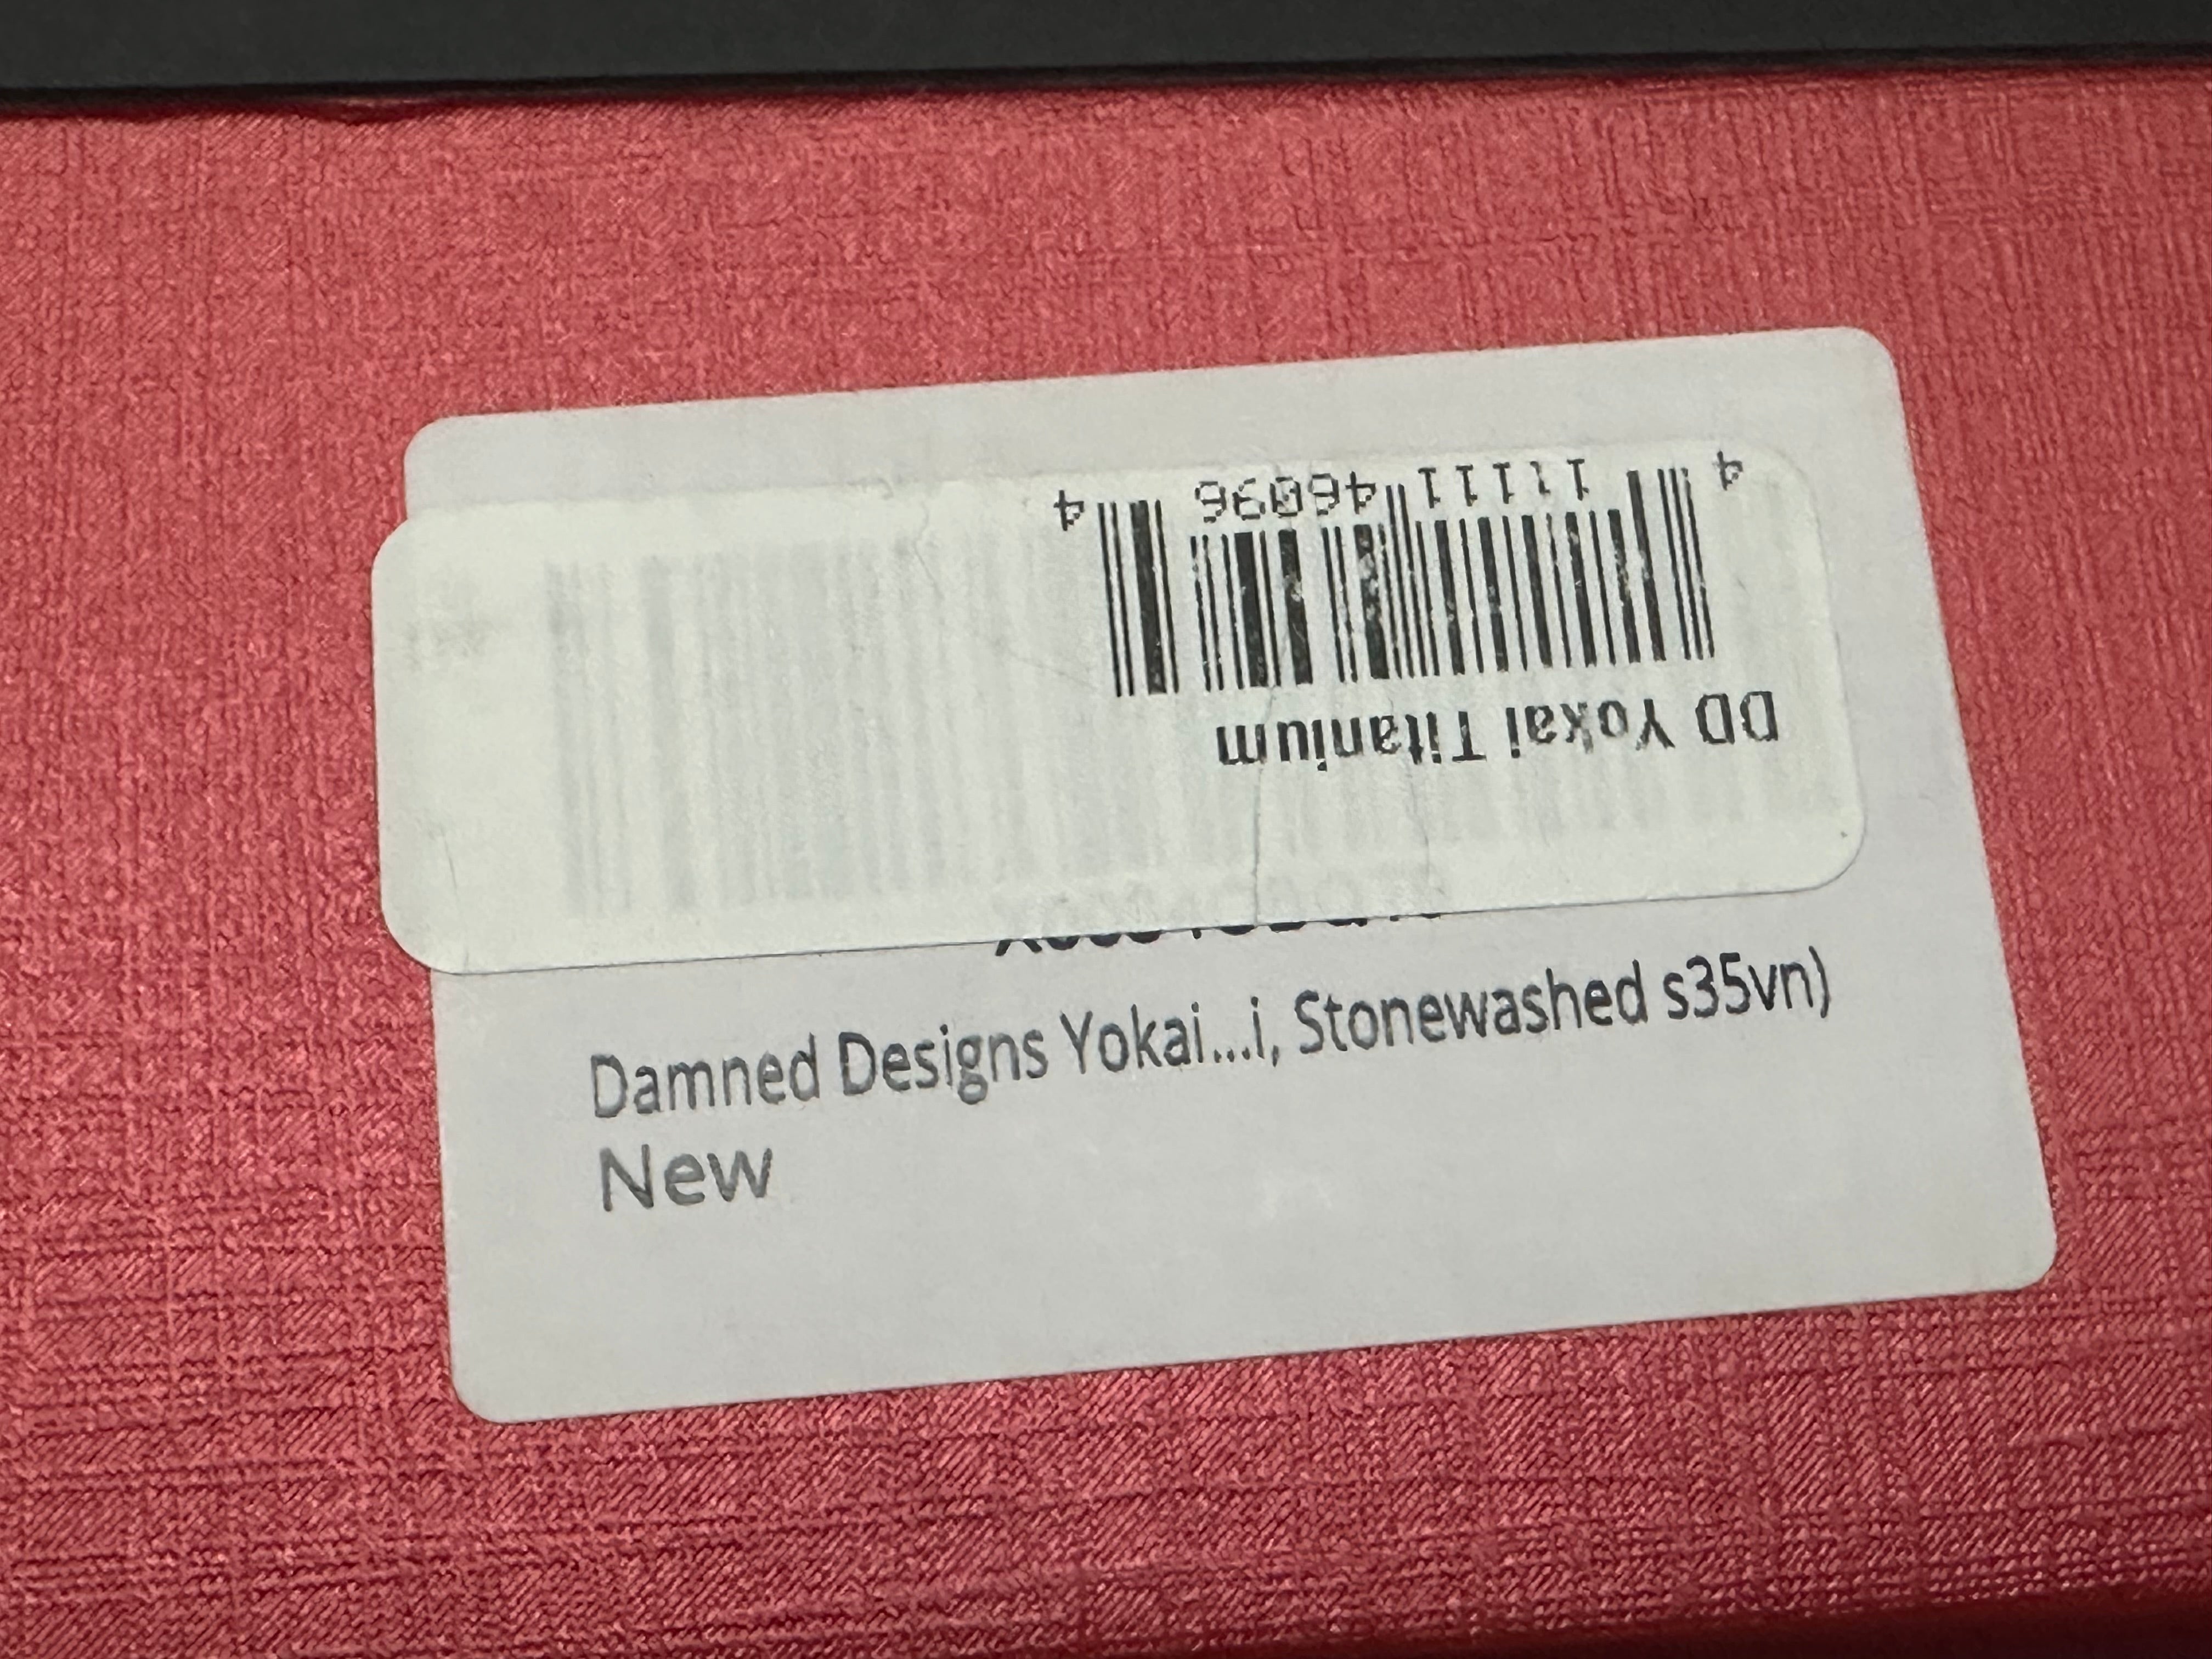 DD Yokai Titanium
4 11111 46096 4
Damned Designs Yokai...i, Stonewashed s35vn)
New